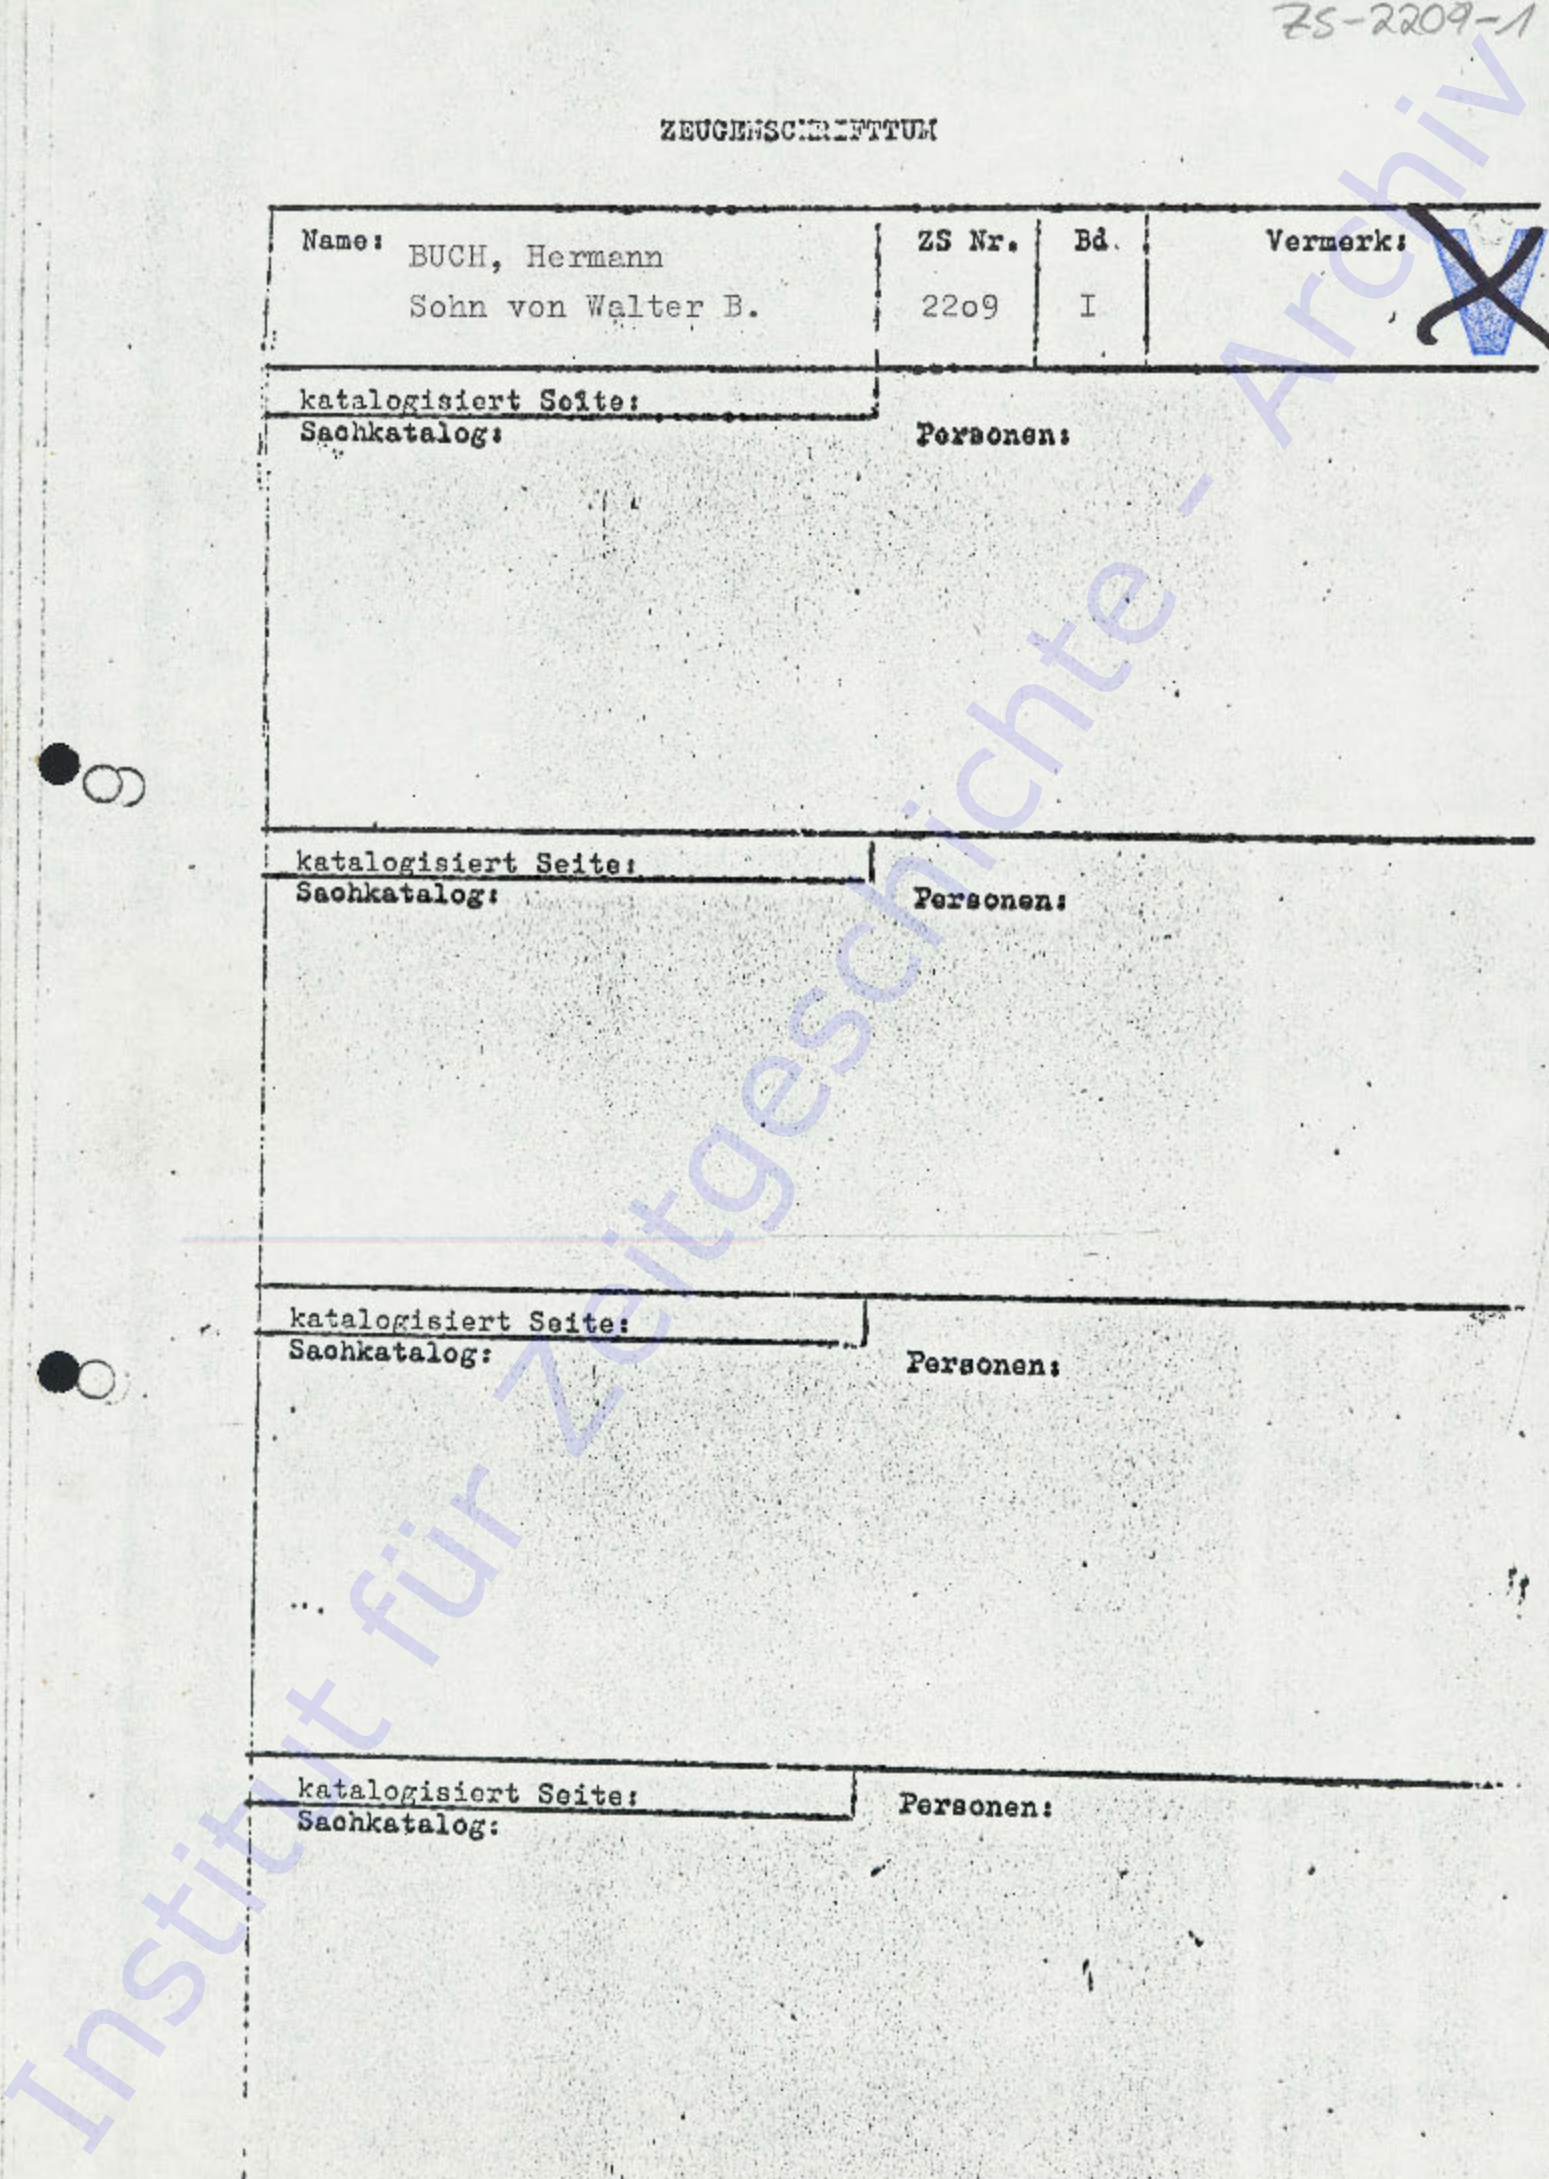 ZS-2209-1
ZEUGENSCHRIFTTUM
Name: BUCH, Hermann
Sohn von Walter B.
ZS Nr.
22o9
Bd.
I
Vermerk:
V
katalogisiert Seite:
Sachkatalog:
Personen:
katalogisiert Seite:
Sachkatalog:
Personen:
katalogisiert Seite:
Sachkatalog:
Personen:
katalogisiert Seite:
Sachkatalog:
Personen:
Institut für Zeitgeschichte - Archiv